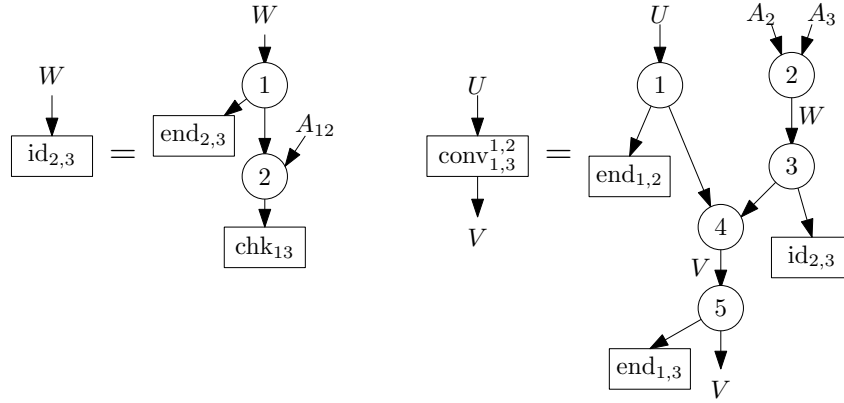 W
id₂,₃
=
W
1
end₂,₃
A₁₂
2
chk₁₃
U
conv¹,²₁,₃
V
=
U
1
end₁,₂
A₂ A₃
2
W
3
4
id₂,₃
V
5
end₁,₃
V